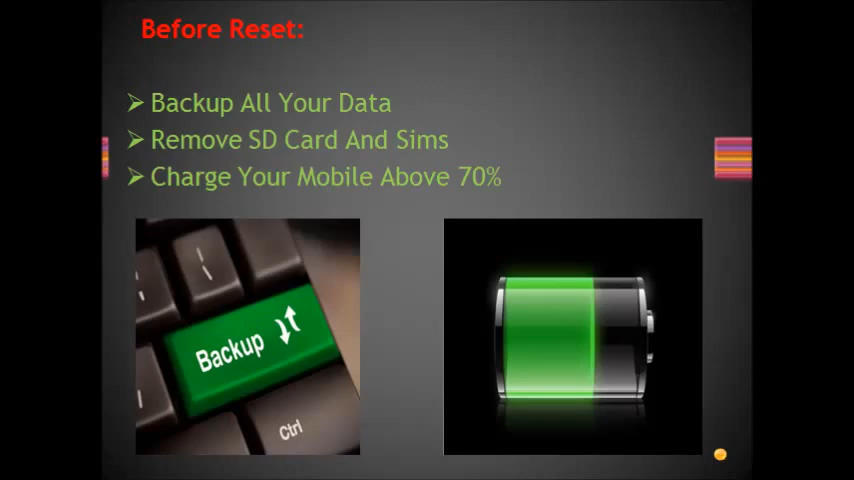 Before Reset:
Backup All Your Data
Remove SD Card And Sims
Charge Your Mobile Above 70%
Backup
Ctrl